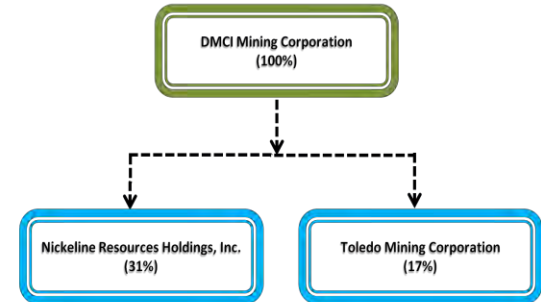 DMCI Mining Corporation
(100%)
Nickeline Resources Holdings, Inc.
(31%)
Toledo Mining Corporation
(17%)